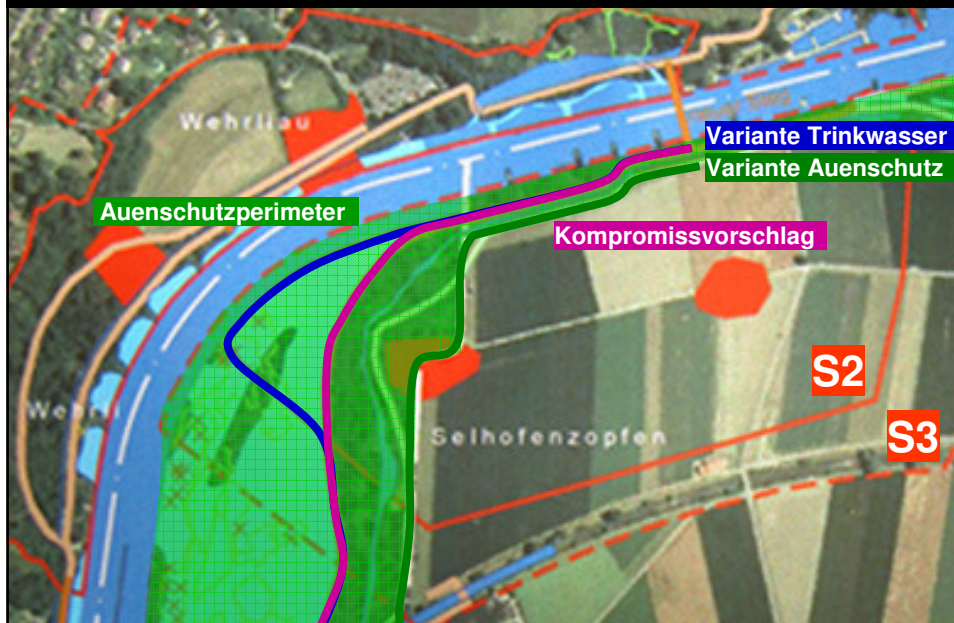 Wehrliau
Variante Trinkwasser
Variante Auenschutz
Auenschutzperimeter
Kompromissvorschlag
S2
Wehrli
Selhofenzopfen
S3